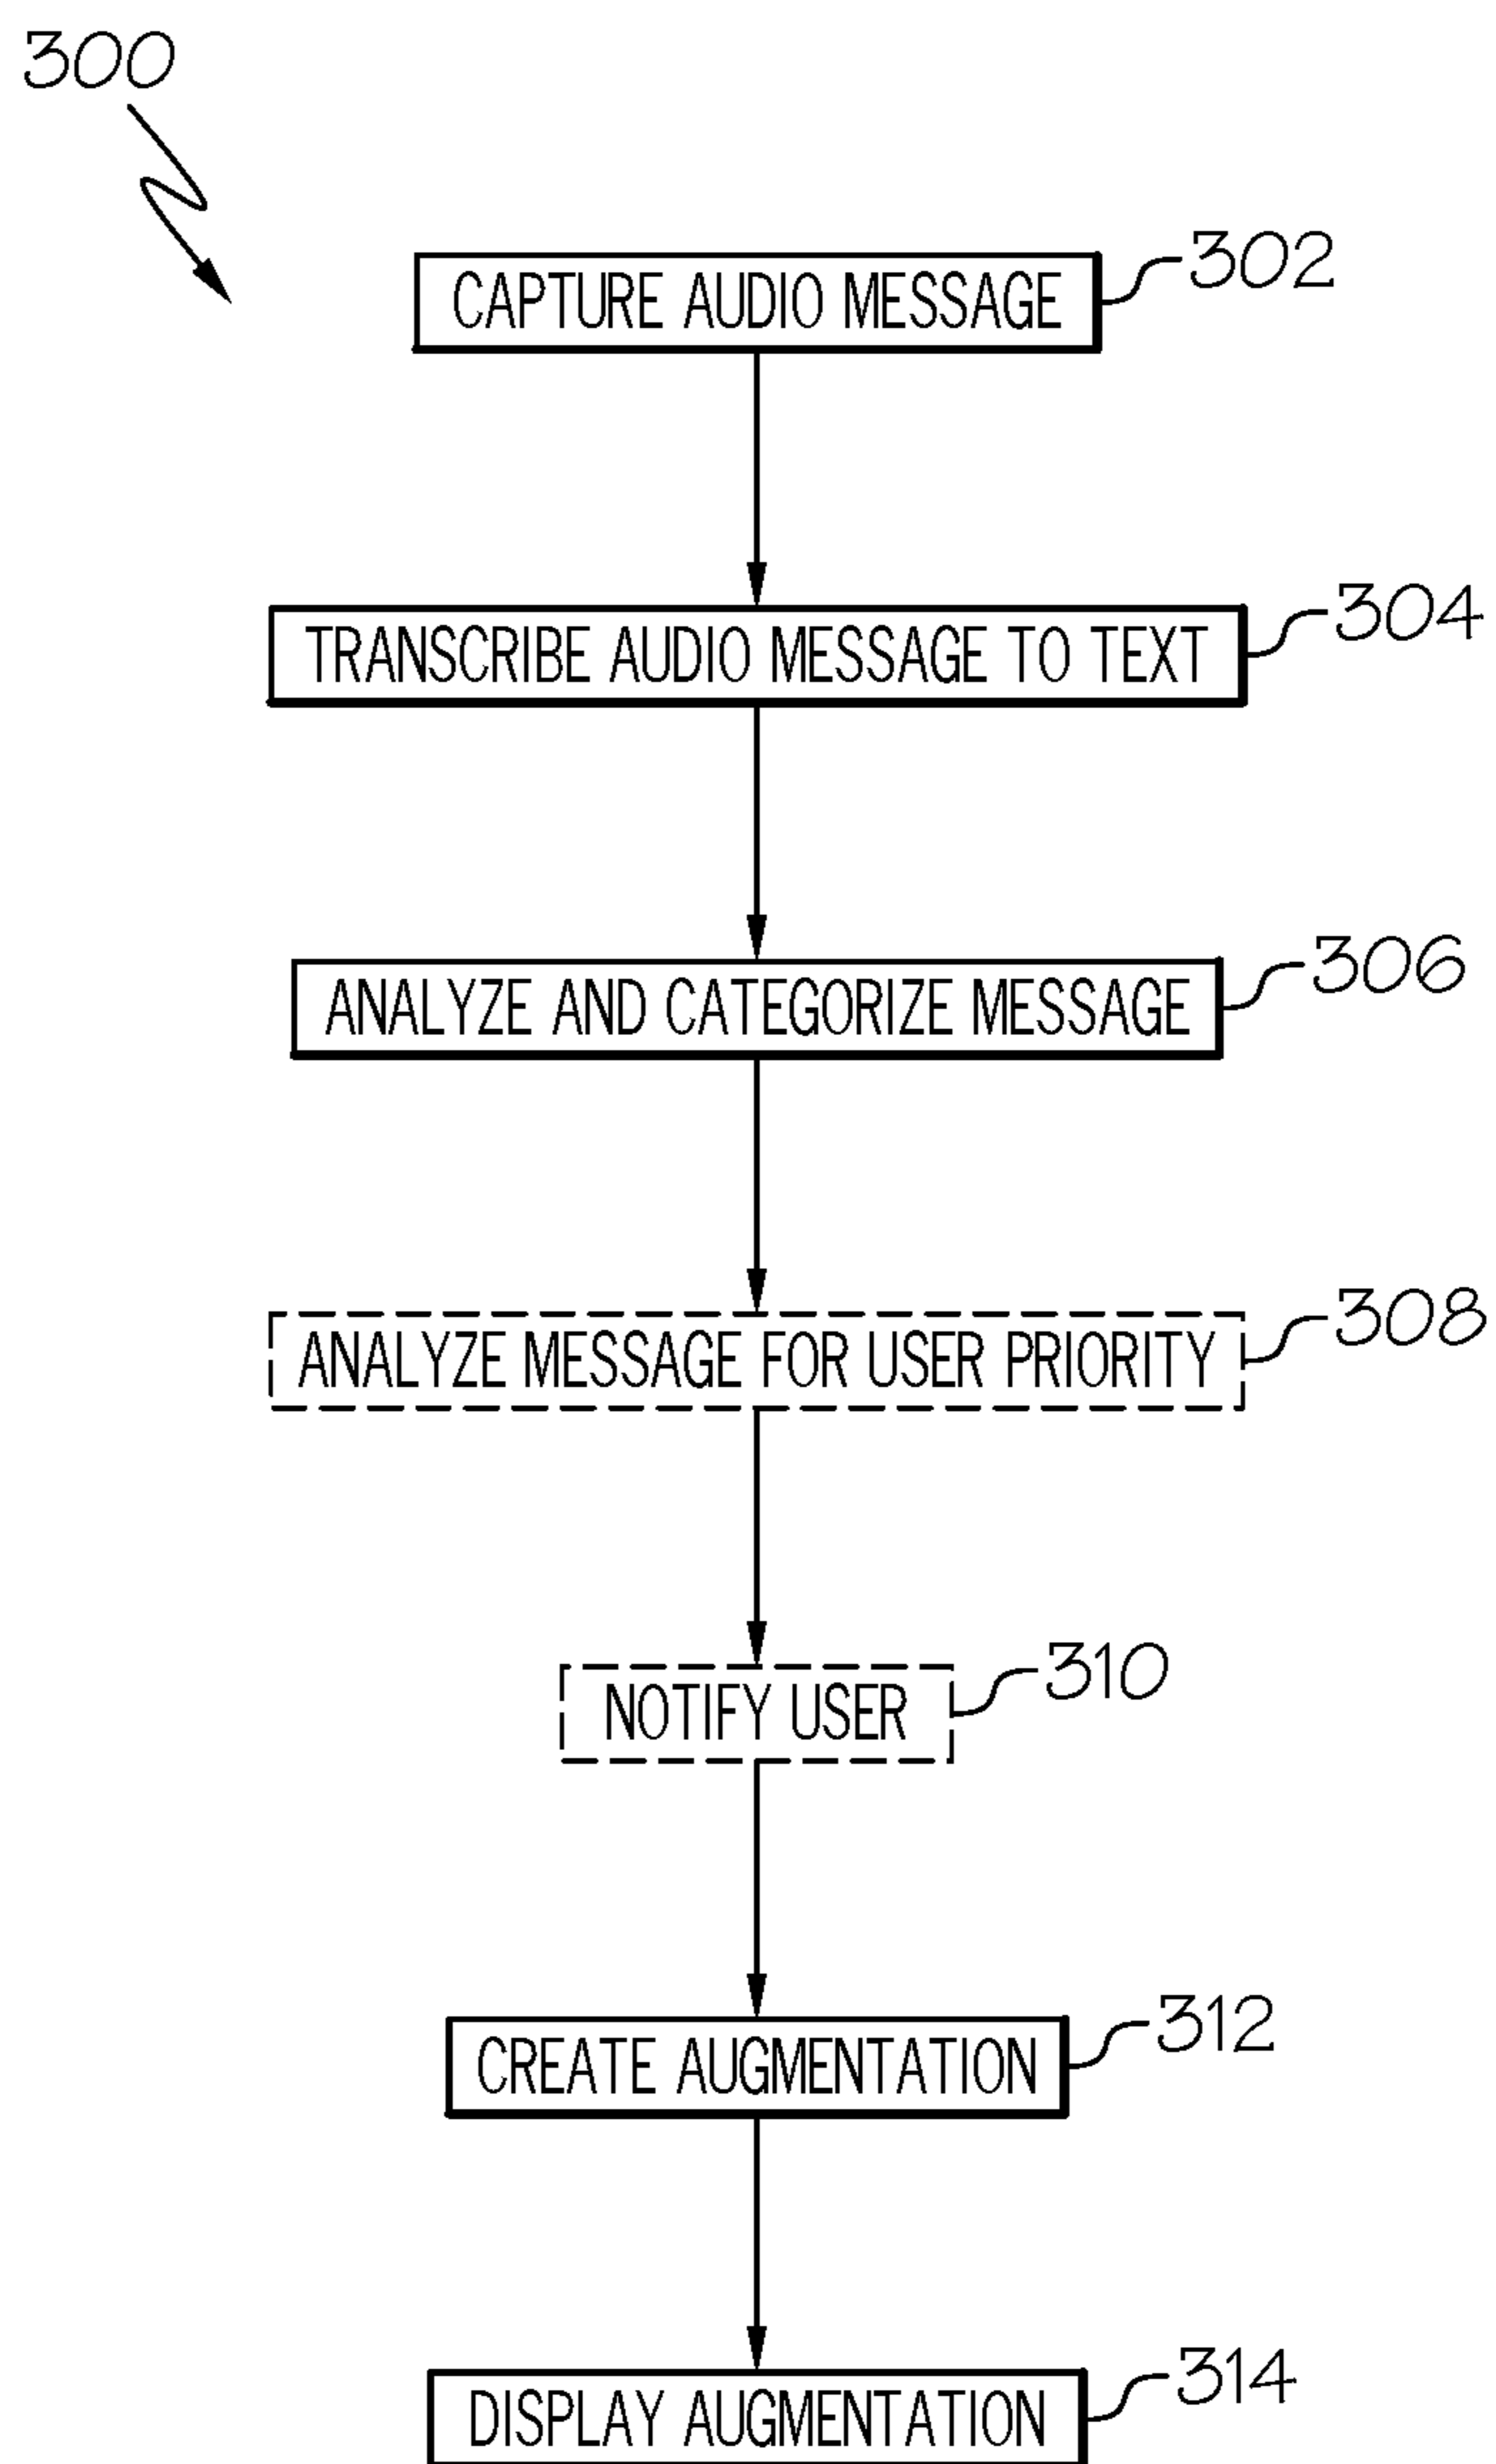 300
CAPTURE AUDIO MESSAGE
302
TRANSCRIBE AUDIO MESSAGE TO TEXT
304
ANALYZE AND CATEGORIZE MESSAGE
306
ANALYZE MESSAGE FOR USER PRIORITY
308
NOTIFY USER
310
CREATE AUGMENTATION
312
DISPLAY AUGMENTATION
314